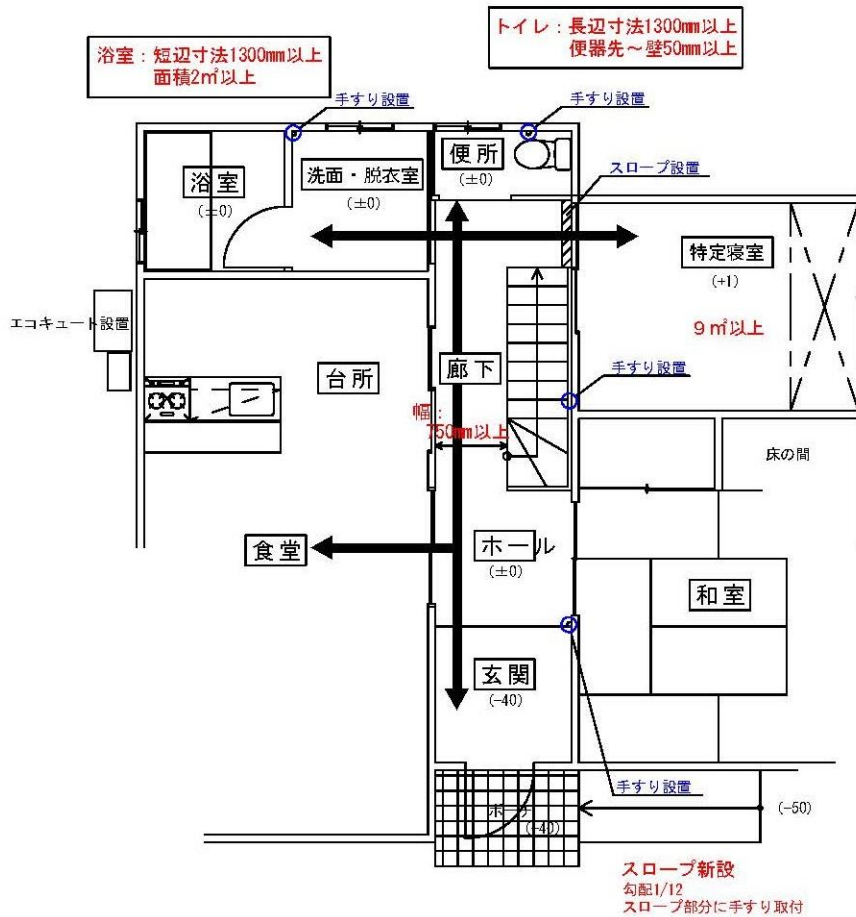 浴室：短辺寸法1300mm以上
面積2㎡以上
トイレ：長辺寸法1300mm以上
便器先～壁50mm以上
手すり設置
手すり設置
浴室
(±0)
洗面・脱衣室
(±0)
便所
(±0)
スロープ設置
特定寝室
(+1)
9㎡以上
エコキュート設置
台所
廊下
手すり設置
幅：
750mm以上
床の間
食堂
ホール
(±0)
和室
玄関
(-40)
手すり設置
ポーチ
(-40)
(-50)
スロープ新設
勾配1/12
スロープ部分に手すり取付